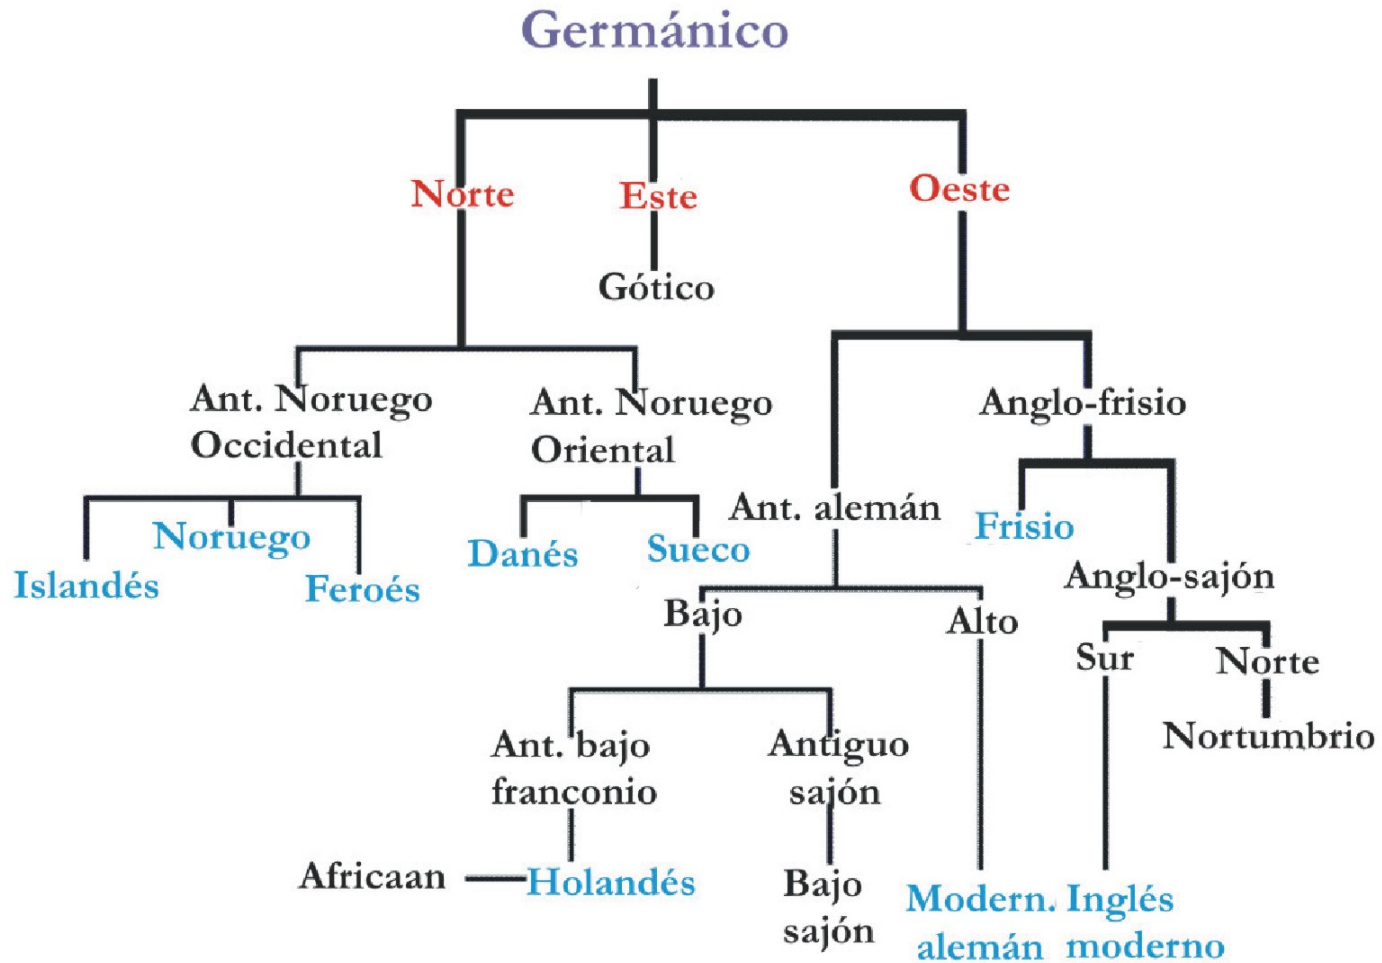 Germánico
Norte
Este
Oeste
Gótico
Ant. Noruego
Occidental
Ant. Noruego
Oriental
Anglo-frisio
Islandés
Noruego
Feroés
Danés
Sueco
Ant. alemán
Frisio
Anglo-sajón
Bajo
Alto
Sur
Norte
Nortumbrio
Ant. bajo
franconio
Antiguo
sajón
Africaan
Holandés
Bajo
sajón
Modern.
alemán
Inglés
moderno